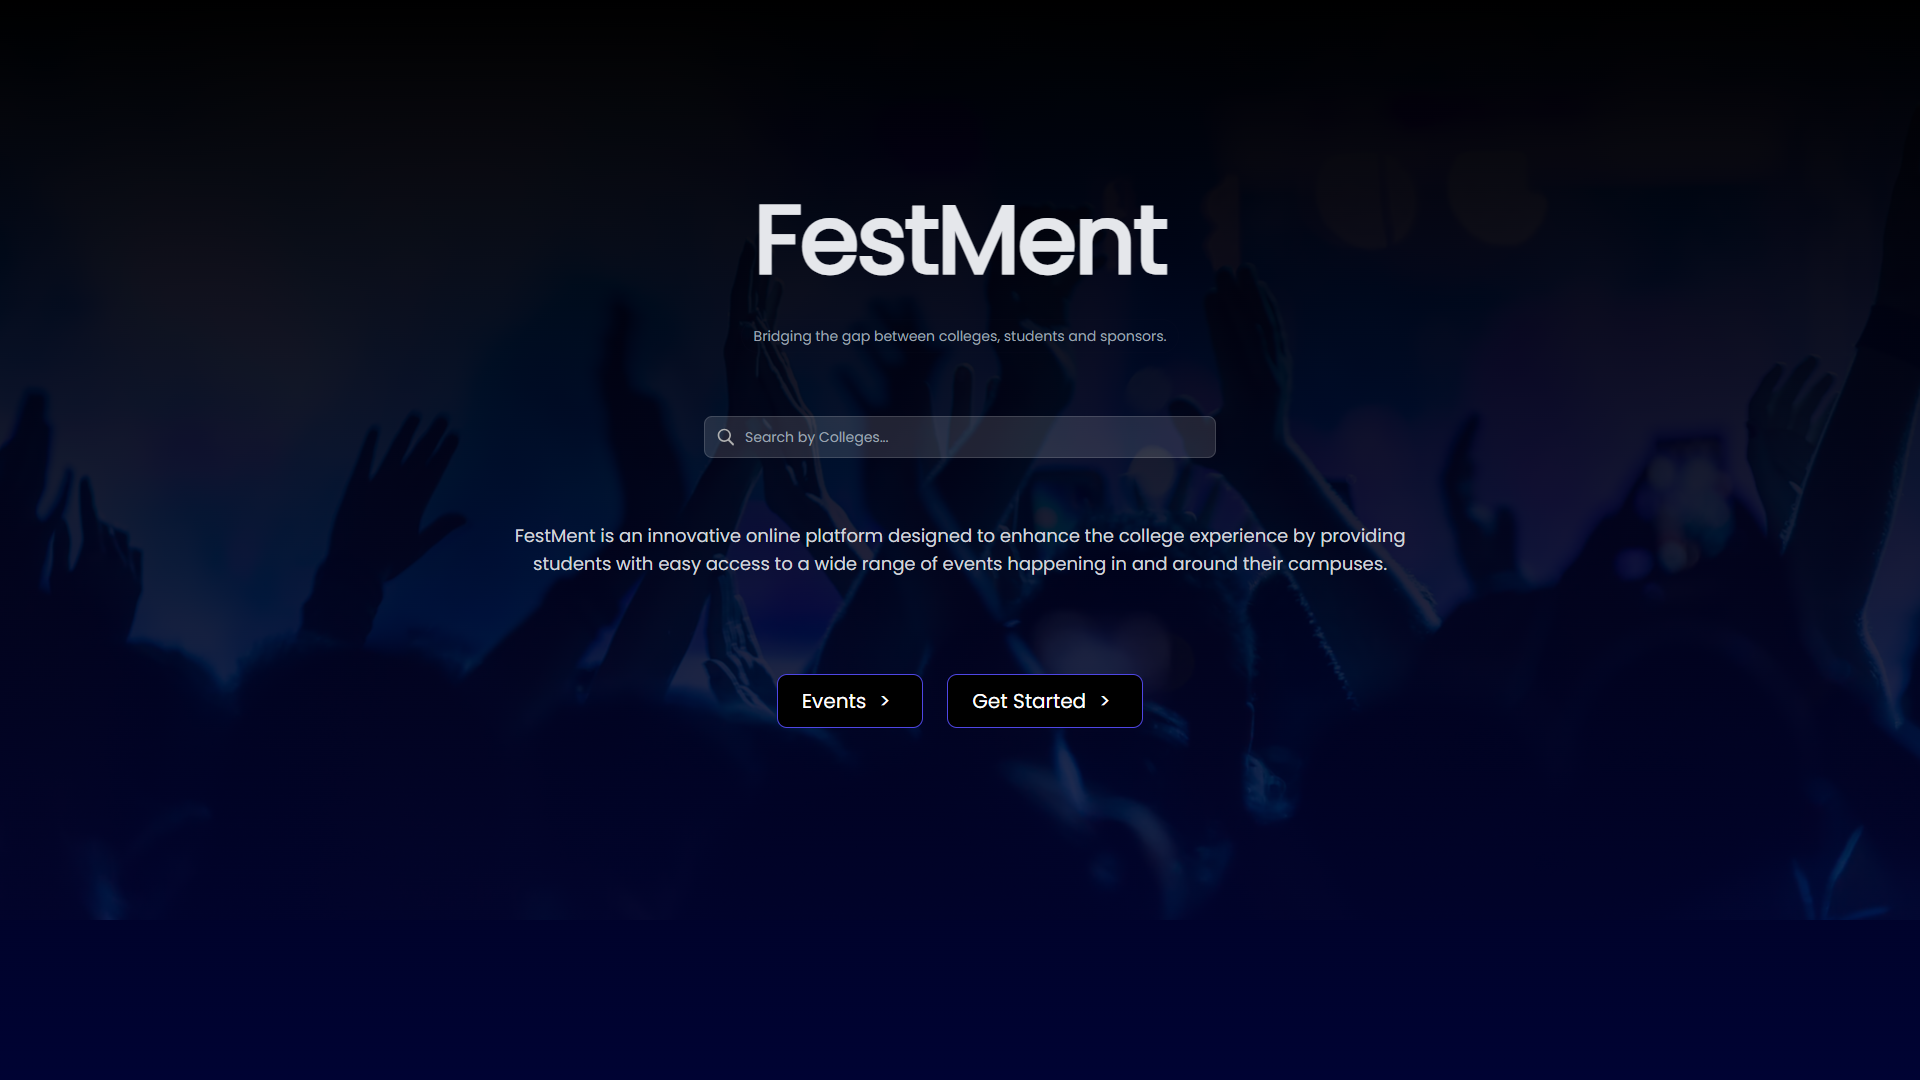 FestMent
Bridging the gap between colleges, students and sponsors.
Search by Colleges...
FestMent is an innovative online platform designed to enhance the college experience by providing
students with easy access to a wide range of events happening in and around their campuses.
Events >
Get Started >